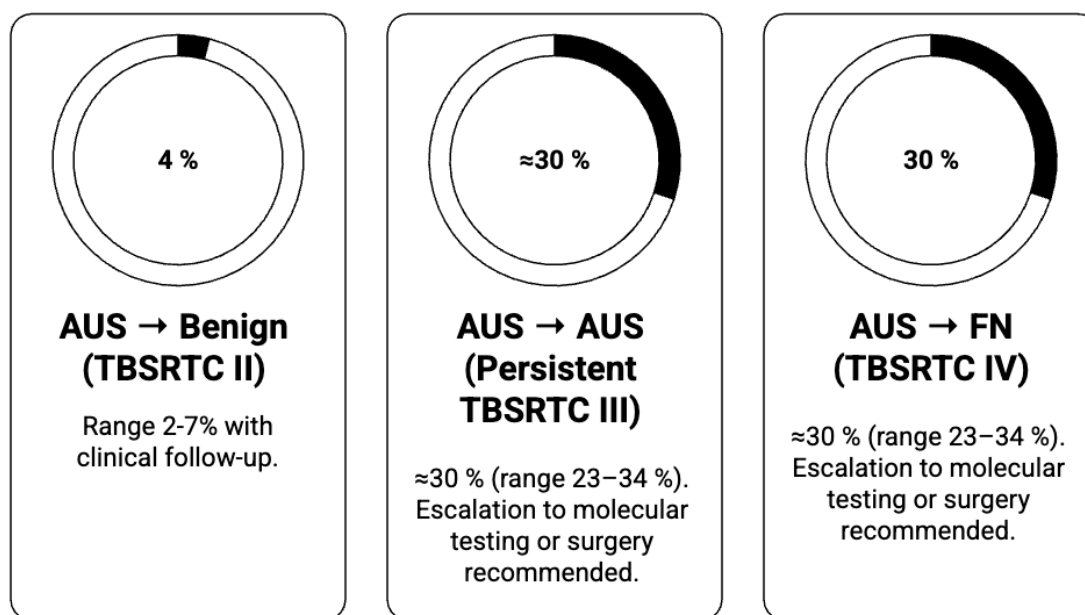 4 %
AUS → Benign
(TBSRTC II)
Range 2-7% with
clinical follow-up.
≈30 %
AUS → AUS
(Persistent
TBSRTC III)
≈30 % (range 23–34 %).
Escalation to molecular
testing or surgery
recommended.
30 %
AUS → FN
(TBSRTC IV)
≈30 % (range 23–34 %).
Escalation to molecular
testing or surgery
recommended.